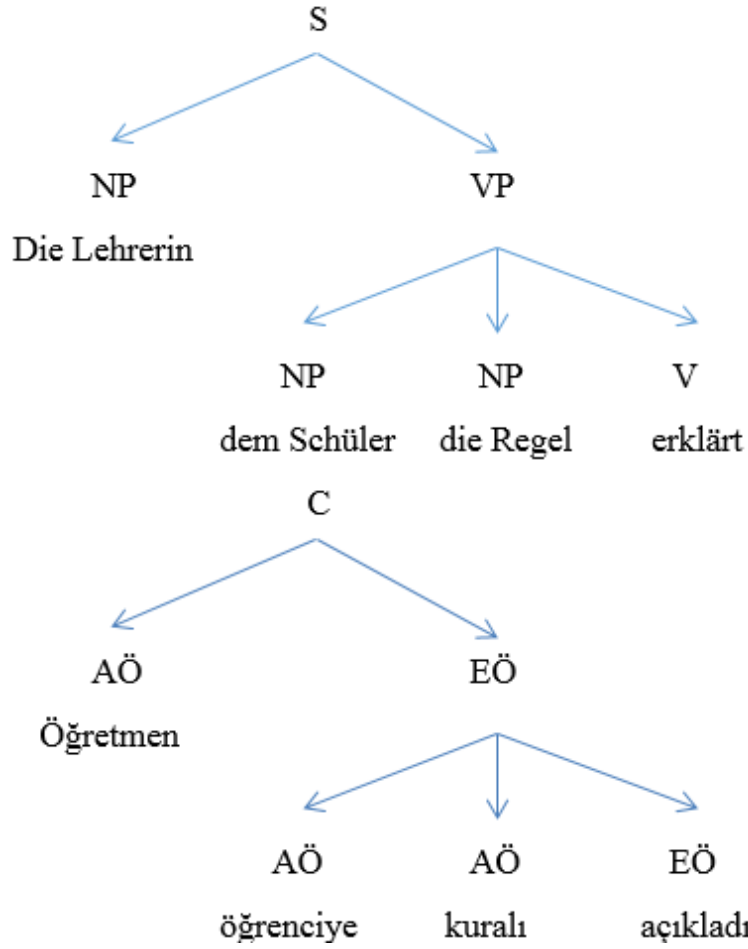 S
NP VP
Die Lehrerin
NP NP V
dem Schüler die Regel erklärt
C
AÖ EÖ
Öğretmen
AÖ AÖ EÖ
öğrenciye kuralı açıkladı